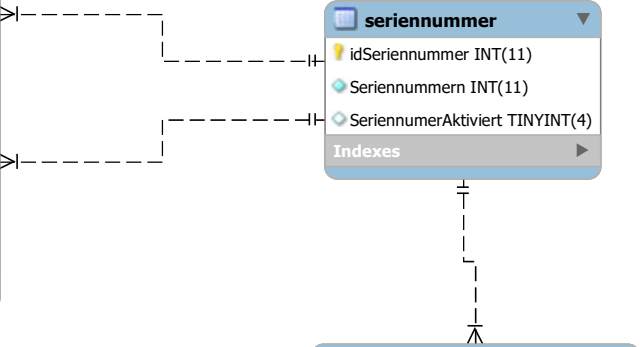 seriennummer
idSeriennummer INT(11)
Seriennummern INT(11)
SeriennumerAktiviert TINYINT(4)
Indexes